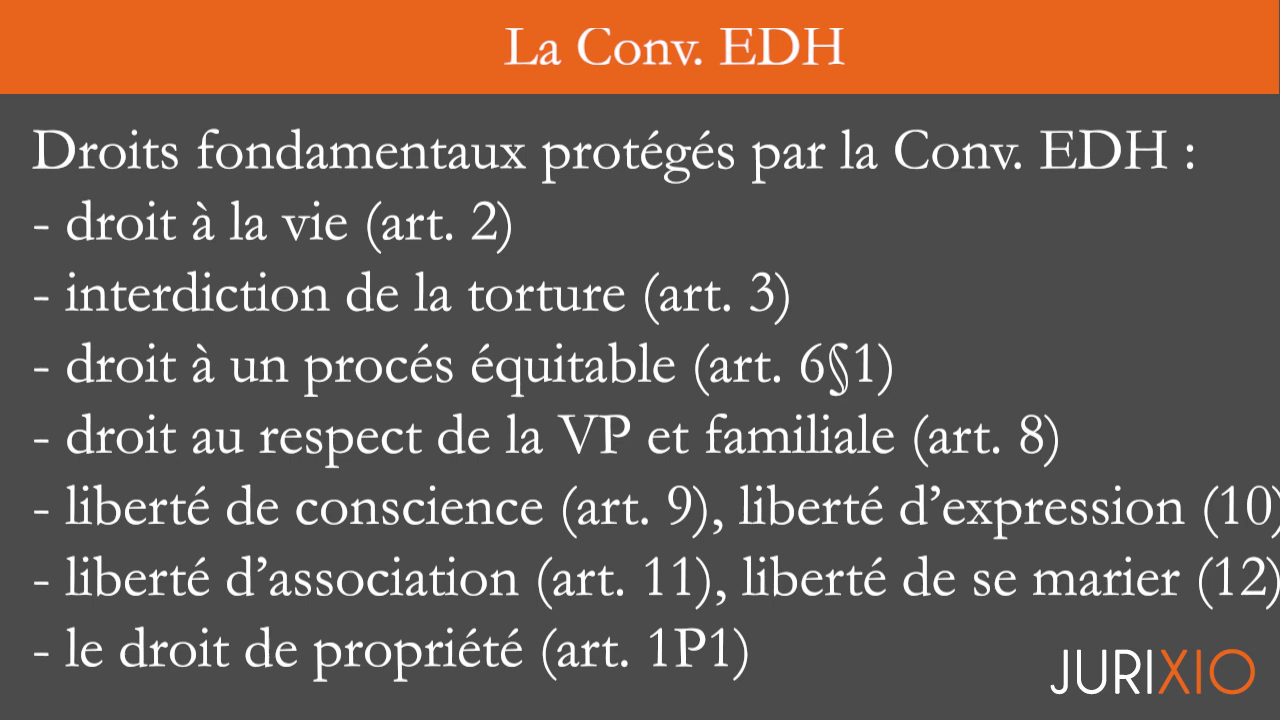 La Conv. EDH
Droits fondamentaux protégés par la Conv. EDH :
- droit à la vie (art. 2)
- interdiction de la torture (art. 3)
- droit à un procés équitable (art. 6§1)
- droit au respect de la VP et familiale (art. 8)
- liberté de conscience (art. 9), liberté d’expression (10)
- liberté d’association (art. 11), liberté de se marier (12)
- le droit de propriété (art. 1P1)
JURIXIO